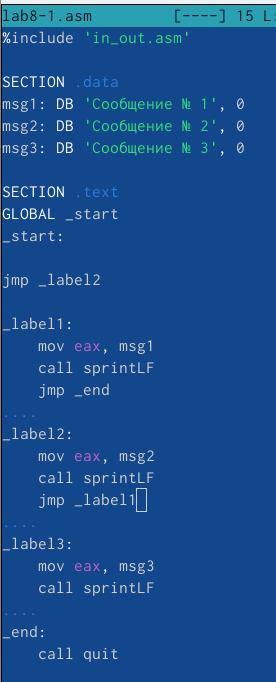 lab8-1.asm [----] 15 L:
%include 'in_out.asm'
SECTION .data
msg1: DB 'Сообщение № 1', 0
msg2: DB 'Сообщение № 2', 0
msg3: DB 'Сообщение № 3', 0
SECTION .text
GLOBAL _start
_start:
jmp _label2
_label1:
mov eax, msg1
call sprintLF
jmp _end
....
_label2:
mov eax, msg2
call sprintLF
jmp _label1
....
_label3:
mov eax, msg3
call sprintLF
....
_end:
call quit